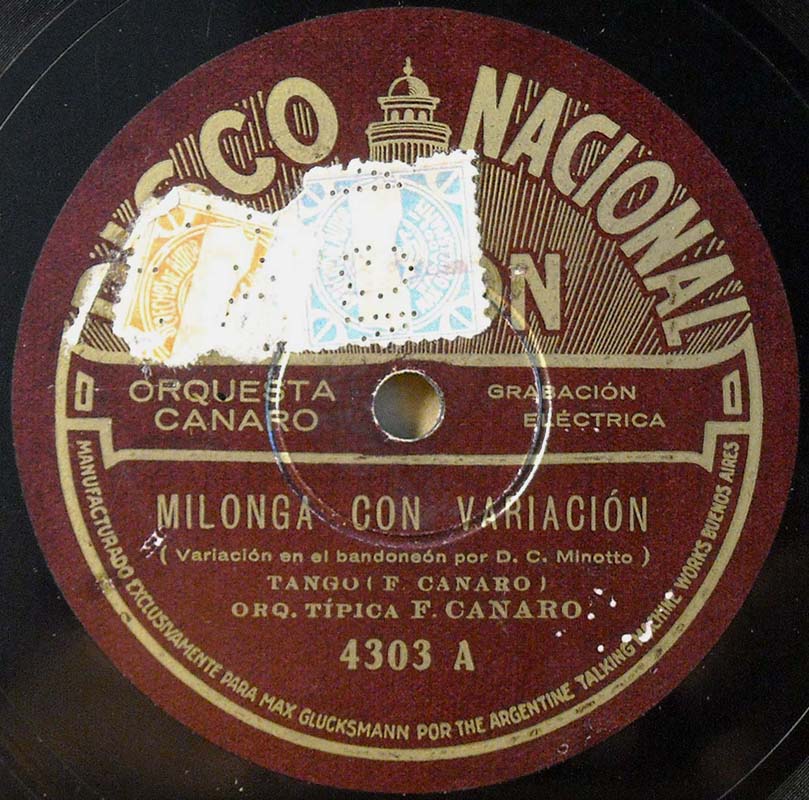 NACIONAL
ORQUESTA
CANARO
GRABACIÓN
ELÉCTRICA
MILONGA CON VARIACIÓN
( Variación en el bandoneón por D. C. Minotto )
TANGO ( F. CANARO )
ORQ. TÍPICA F. CANARO
4303 A
MANUFACTURADO EXCLUSIVAMENTE PARA MAX GLUCKSMANN POR THE ARGENTINE TALKING MACHINE WORKS BUENOS AIRES